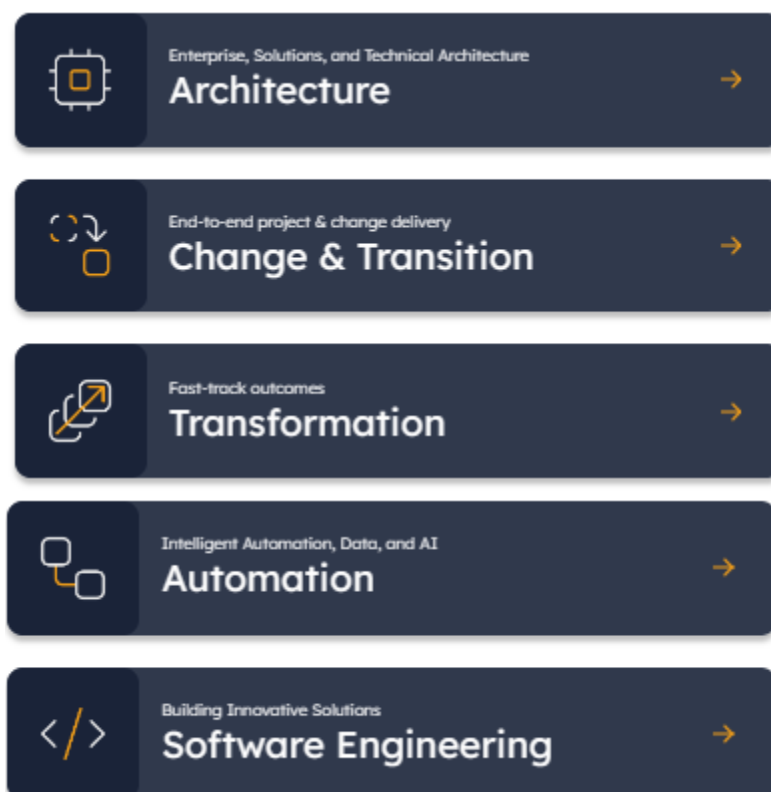 Enterprise, Solutions, and Technical Architecture
Architecture
End-to-end project & change delivery
Change & Transition
Fast-track outcomes
Transformation
Intelligent Automation, Data, and AI
Automation
Building Innovative Solutions
Software Engineering